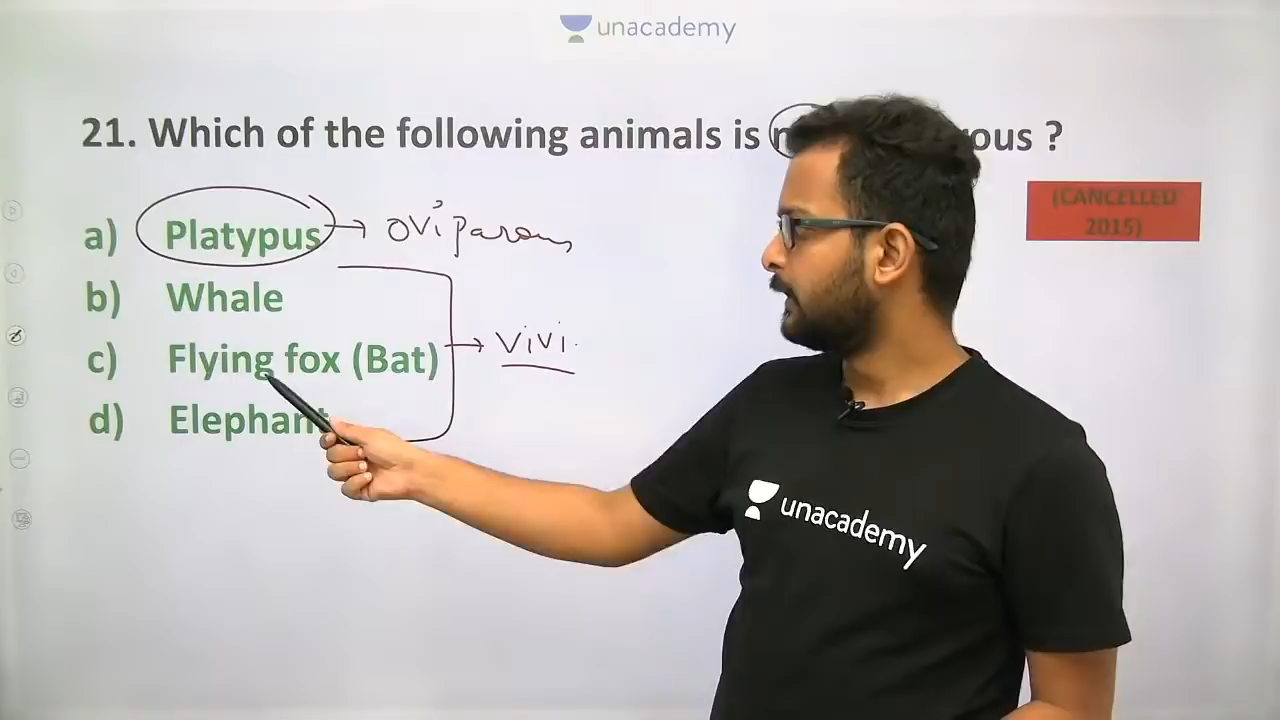 unacademy
21. Which of the following animals is ous ?
(CANCELLED
2015)
a) Platypus → oviparous
b) Whale
→ vivi.
c) Flying fox (Bat)
d) Elephant
unacademy